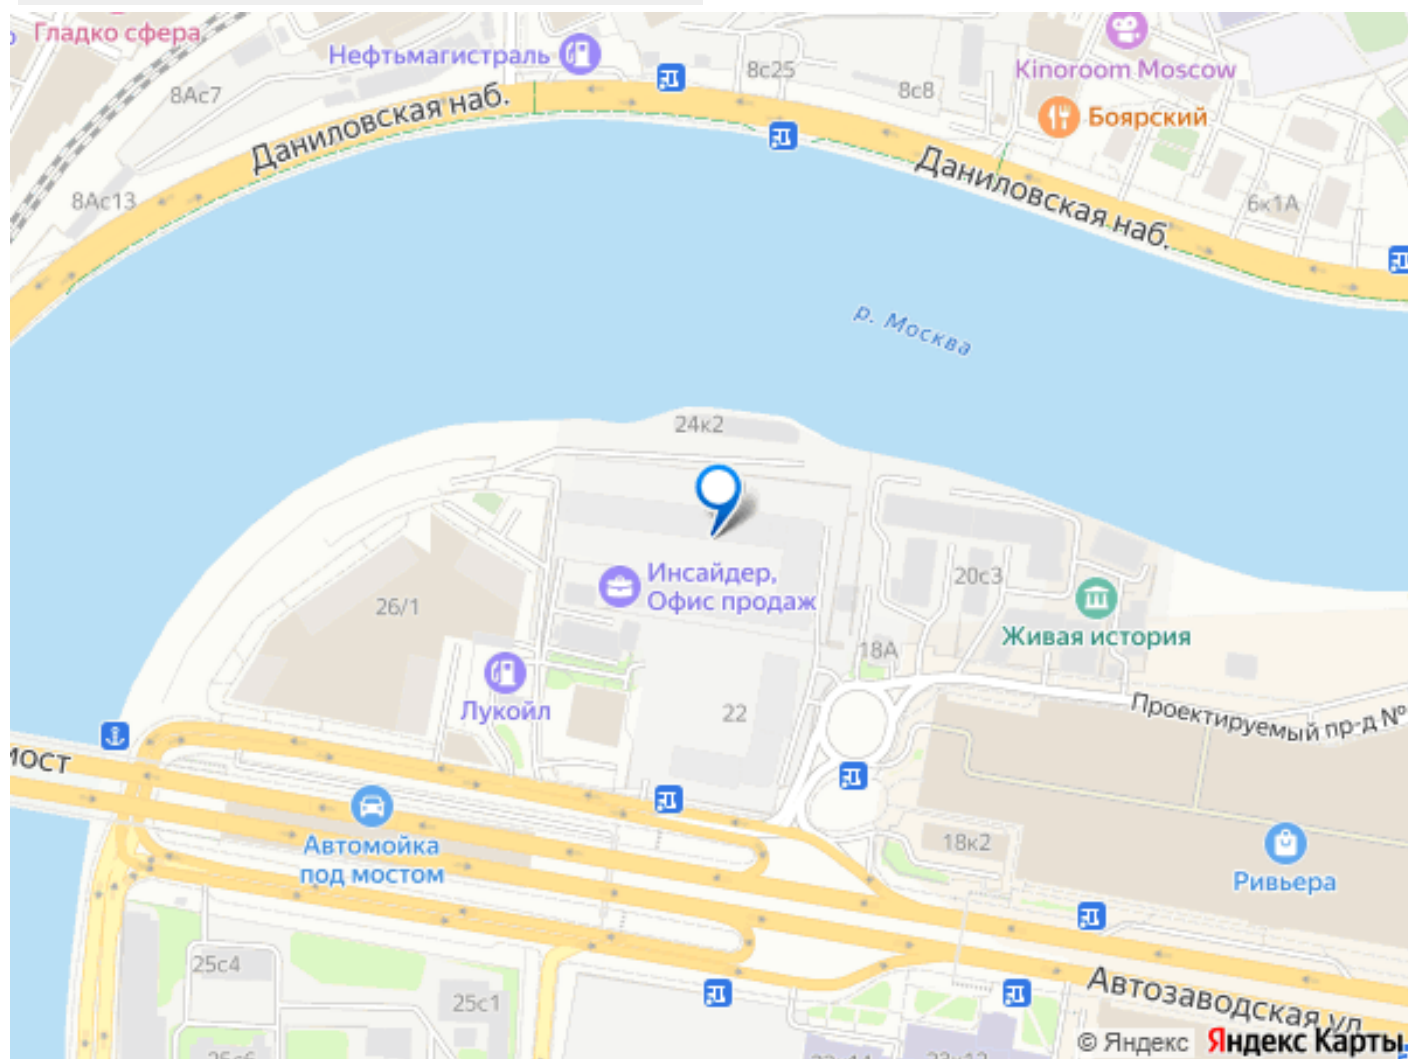 Гладко сфера
Нефтьмагистраль
8с25
8с8
Kinoroom Moscow
8Ас7
Даниловская наб.
Боярский
Даниловская наб.
8Ас13
6к1А
р. Москва
24к2
Инсайдер,
Офис продаж
20с3
26/1
Живая история
18А
Лукойл
22
Проектируемый пр-д №
мост
Автомойка
под мостом
18к2
Ривьера
25с4
25с1
Автозаводская ул.
25с6
© Яндекс Яндекс Карты